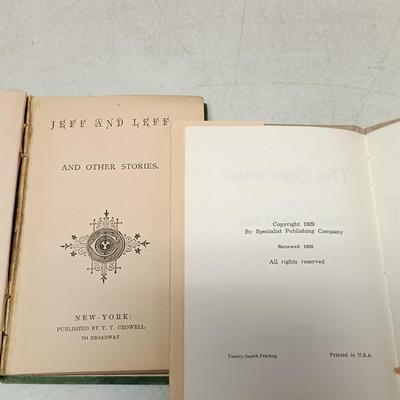 JEFF AND LEFF
AND OTHER STORIES.
NEW-YORK:
PUBLISHED BY T. Y. CROWELL.
744 BROADWAY.
The Specialist
Copyright 1929
By Specialist Publishing Company
Renewed 1956
All rights reserved
Twenty-fourth Printing
Printed in U.S.A.